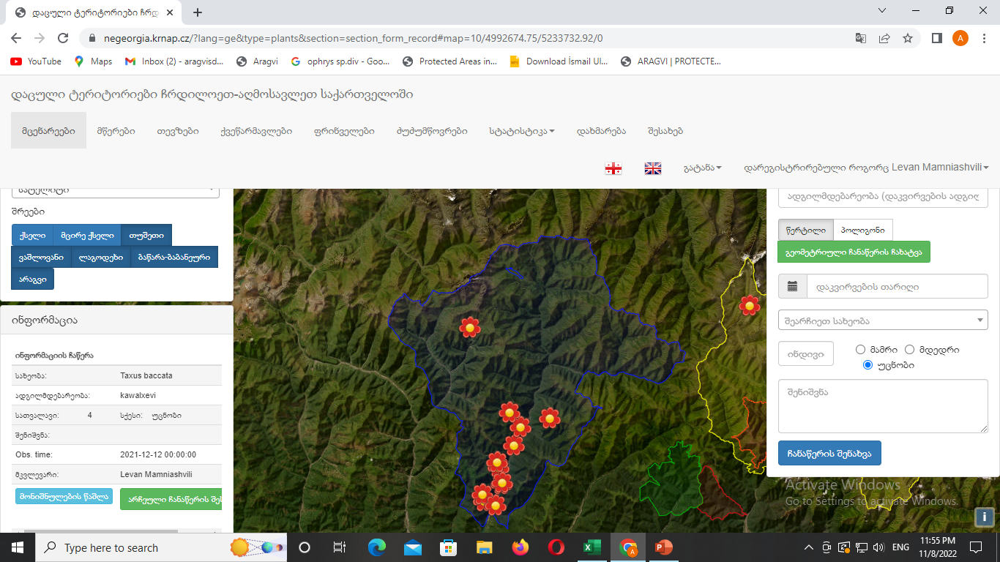 დაცული ტერიტორიები ჩრდ
negeorgia.krnap.cz/?lang=ge&type=plants&section=section_form_record#map=10/4992674.75/5233732.92/0
A
YouTube
Maps
Inbox (2) - aragvisd...
Aragvi
ophrys sp.div - Goo...
Protected Areas in...
Download İsmail Ul...
ARAGVI | PROTECTE...
დაცული ტერიტორიები ჩრდილოეთ-აღმოსავლეთ საქართველოში
მცენარეები
მწერები
თევზები
ქვეწარმავლები
ფრინველები
ძუძუმწოვრები
სტატისტიკა
დახმარება
შესახებ
გატანა
დარეგისტრირებული როგორც Levan Mamniashvili
სატელიტი
შრეები
ქსელი
მცირე ქსელი
თუშეთი
ვაშლოვანი
ლაგოდეხი
ბაწარა-ბაბანეური
არაგვი
ინფორმაცია
ინფორმაციის ჩაწერა
სახეობა: Taxus baccata
ადგილმდებარეობა: kawalxevi
სათვალავი: 4 სქესი: უცნობი
შენიშვნა:
Obs. time: 2021-12-12 00:00:00
მკვლევარი: Levan Mamniashvili
მონიშნულების წაშლა
არჩეული ჩანაწერის შეს
ადგილმდებარეობა (დაკვირვების ადგილ
წერტილი
პოლიგონი
გეომეტრიული ჩანაწერის ჩახატვა
დაკვირვების თარიღი
შეარჩიეთ სახეობა
ინდივი
მამრი
მდედრი
უცნობი
შენიშვნა
ჩანაწერის შენახვა
Activate Windows
Go to Settings to activate Windows.
i
Type here to search
ENG
11:55 PM
11/8/2022